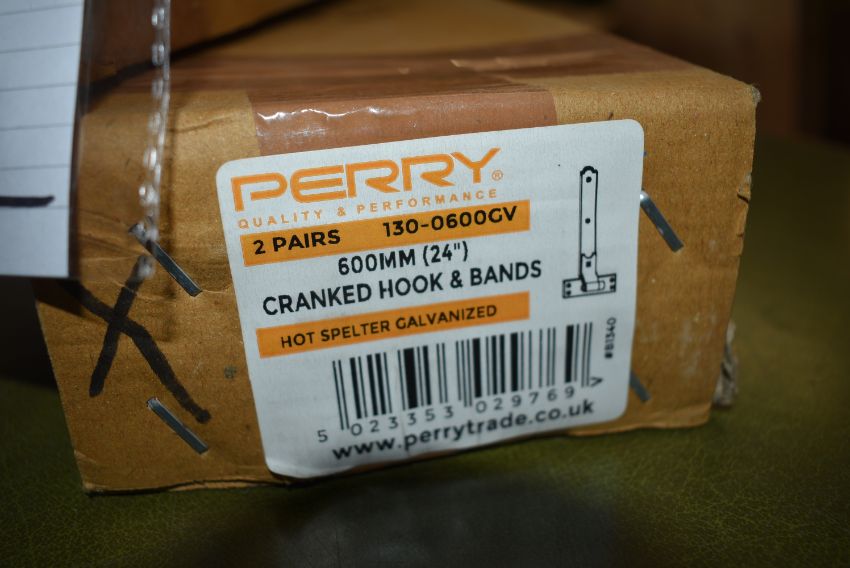 PERRY®
QUALITY & PERFORMANCE
2 PAIRS 130-0600GV
600MM (24")
CRANKED HOOK & BANDS
HOT SPELTER GALVANIZED
5 023353 029769 V
www.perrytrade.co.uk
#B1340
X